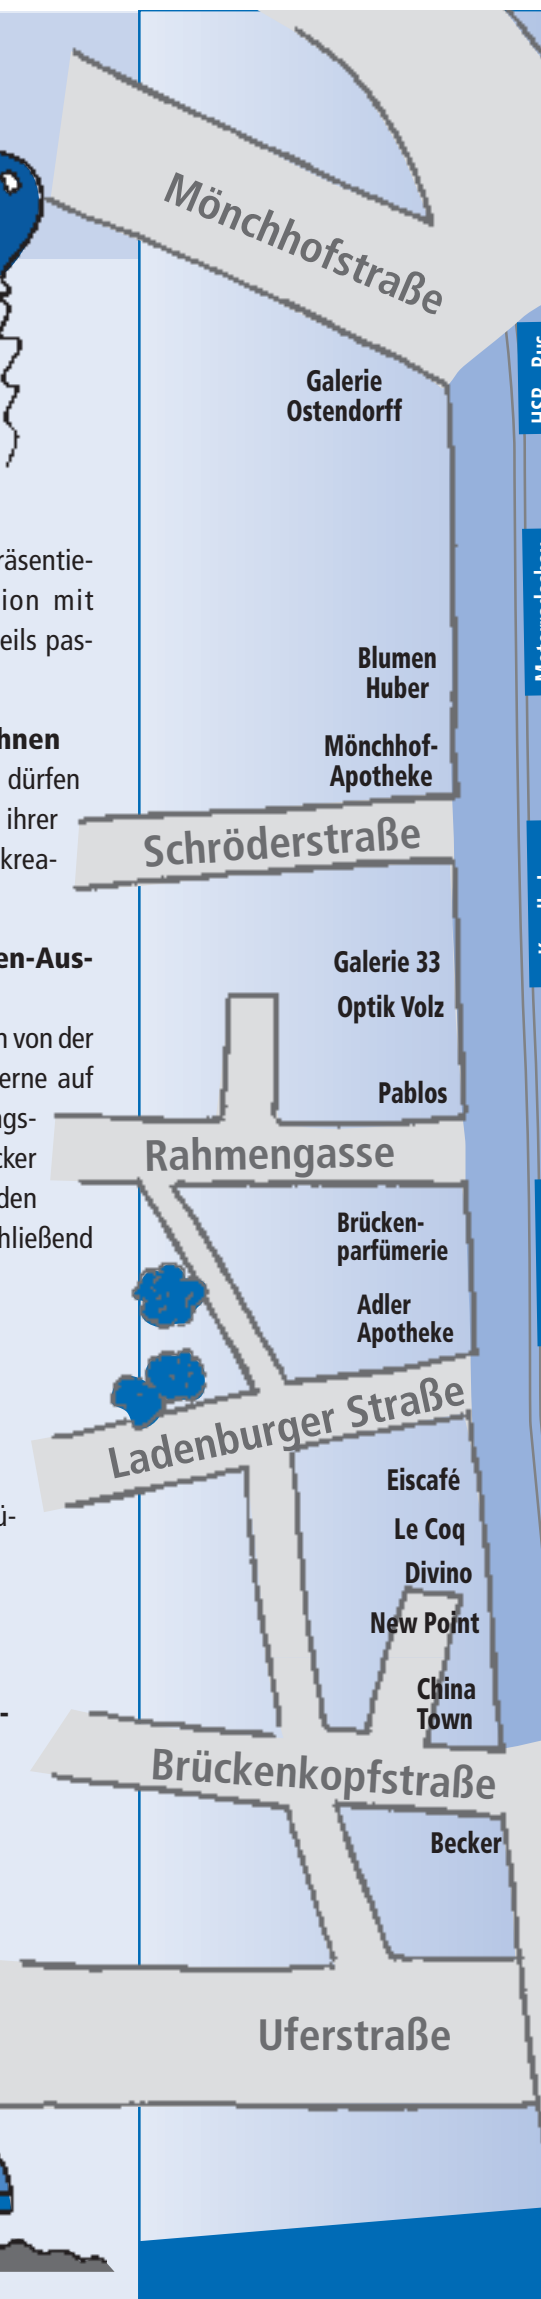 räsentie-
ion mit
eils pas-
hnen
dürfen
ihrer
krea-
en-Aus-
n von der
erne auf
ngs-
cker
den
hließend
ü-
-
Mönchhofstraße
Galerie
Ostendorff
HSB
Blumen
Huber
Mönchhof-
Apotheke
Schröderstraße
Galerie 33
Optik Volz
Pablos
Rahmengasse
Brücken-
parfümerie
Adler
Apotheke
Ladenburger Straße
Eiscafé
Le Coq
Divino
New Point
China
Town
Brückenkopfstraße
Becker
Uferstraße